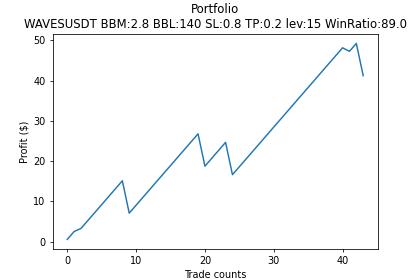 Portfolio
WAVESUSDT BBM:2.8 BBL:140 SL:0.8 TP:0.2 lev:15 WinRatio:89.0
Profit ($)
50
40
30
20
10
0
0 10 20 30 40
Trade counts